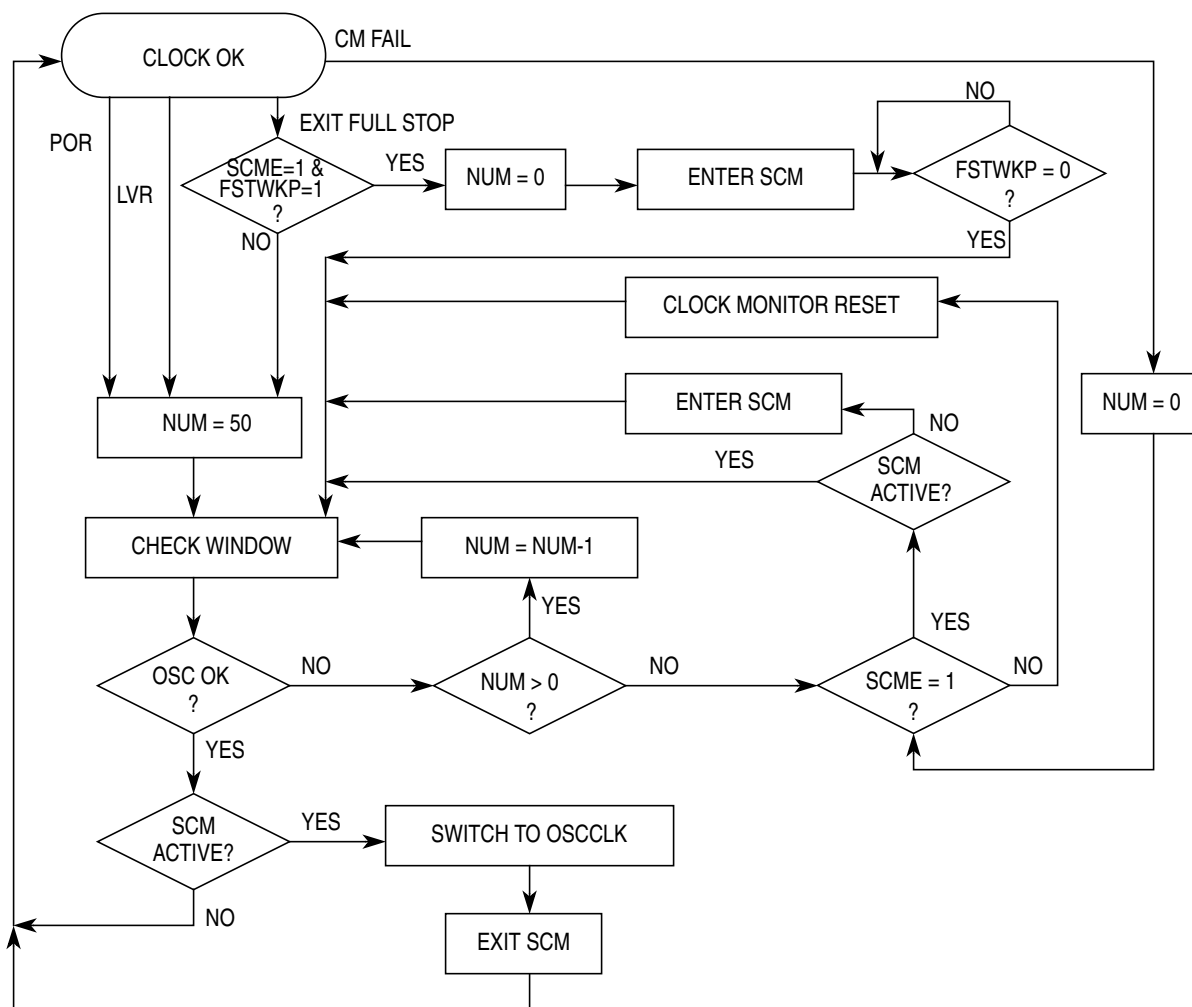 CM FAIL
CLOCK OK
NO
EXIT FULL STOP
POR
SCME=1 &
FSTWKP=1
?
YES
NUM = 0
ENTER SCM
FSTWKP = 0
?
LVR
NO
YES
CLOCK MONITOR RESET
ENTER SCM
NUM = 0
NUM = 50
NO
YES
SCM
ACTIVE?
CHECK WINDOW
NUM = NUM-1
YES
YES
OSC OK
?
NO
NUM > 0
?
NO
SCME = 1
?
NO
YES
SCM
ACTIVE?
YES
SWITCH TO OSCCLK
NO
EXIT SCM